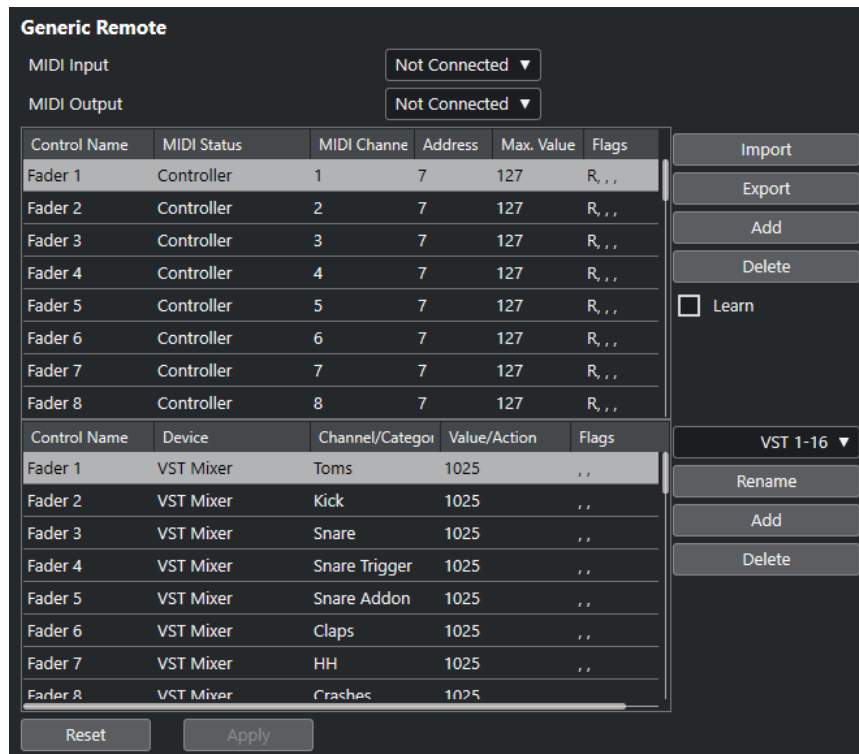 Generic Remote
MIDI Input Not Connected ▼
MIDI Output Not Connected ▼
Control Name MIDI Status MIDI Channe Address Max. Value Flags
Fader 1 Controller 1 7 127 R, , ,
Fader 2 Controller 2 7 127 R, , ,
Fader 3 Controller 3 7 127 R, , ,
Fader 4 Controller 4 7 127 R, , ,
Fader 5 Controller 5 7 127 R, , ,
Fader 6 Controller 6 7 127 R, , ,
Fader 7 Controller 7 7 127 R, , ,
Fader 8 Controller 8 7 127 R, , ,
Import
Export
Add
Delete
Learn
Control Name Device Channel/Categor Value/Action Flags
Fader 1 VST Mixer Toms 1025 , ,
Fader 2 VST Mixer Kick 1025 , ,
Fader 3 VST Mixer Snare 1025 , ,
Fader 4 VST Mixer Snare Trigger 1025 , ,
Fader 5 VST Mixer Snare Addon 1025 , ,
Fader 6 VST Mixer Claps 1025 , ,
Fader 7 VST Mixer HH 1025 , ,
Fader 8 VST Mixer Crashes 1025
VST 1-16 ▼
Rename
Add
Delete
Reset Apply